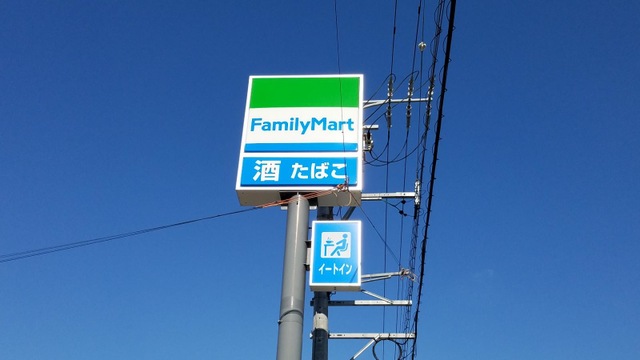 FamilyMart
酒 たばこ
イートイン